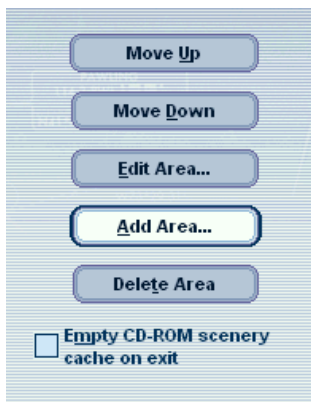 Move Up
Move Down
Edit Area...
Add Area...
Delete Area
Empty CD-ROM scenery
cache on exit